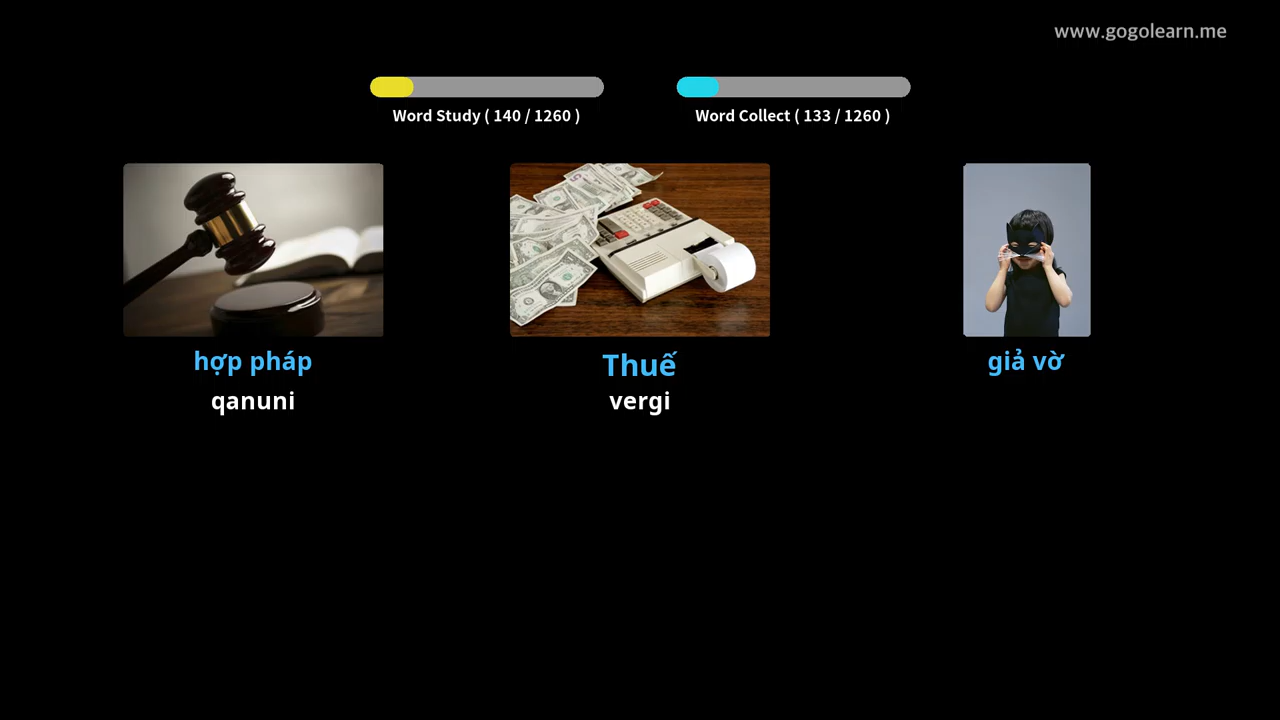 www.gogolearn.me
Word Study ( 140 / 1260 )
Word Collect ( 133 / 1260 )
hợp pháp
qanuni
Thuế
vergi
giả vờ